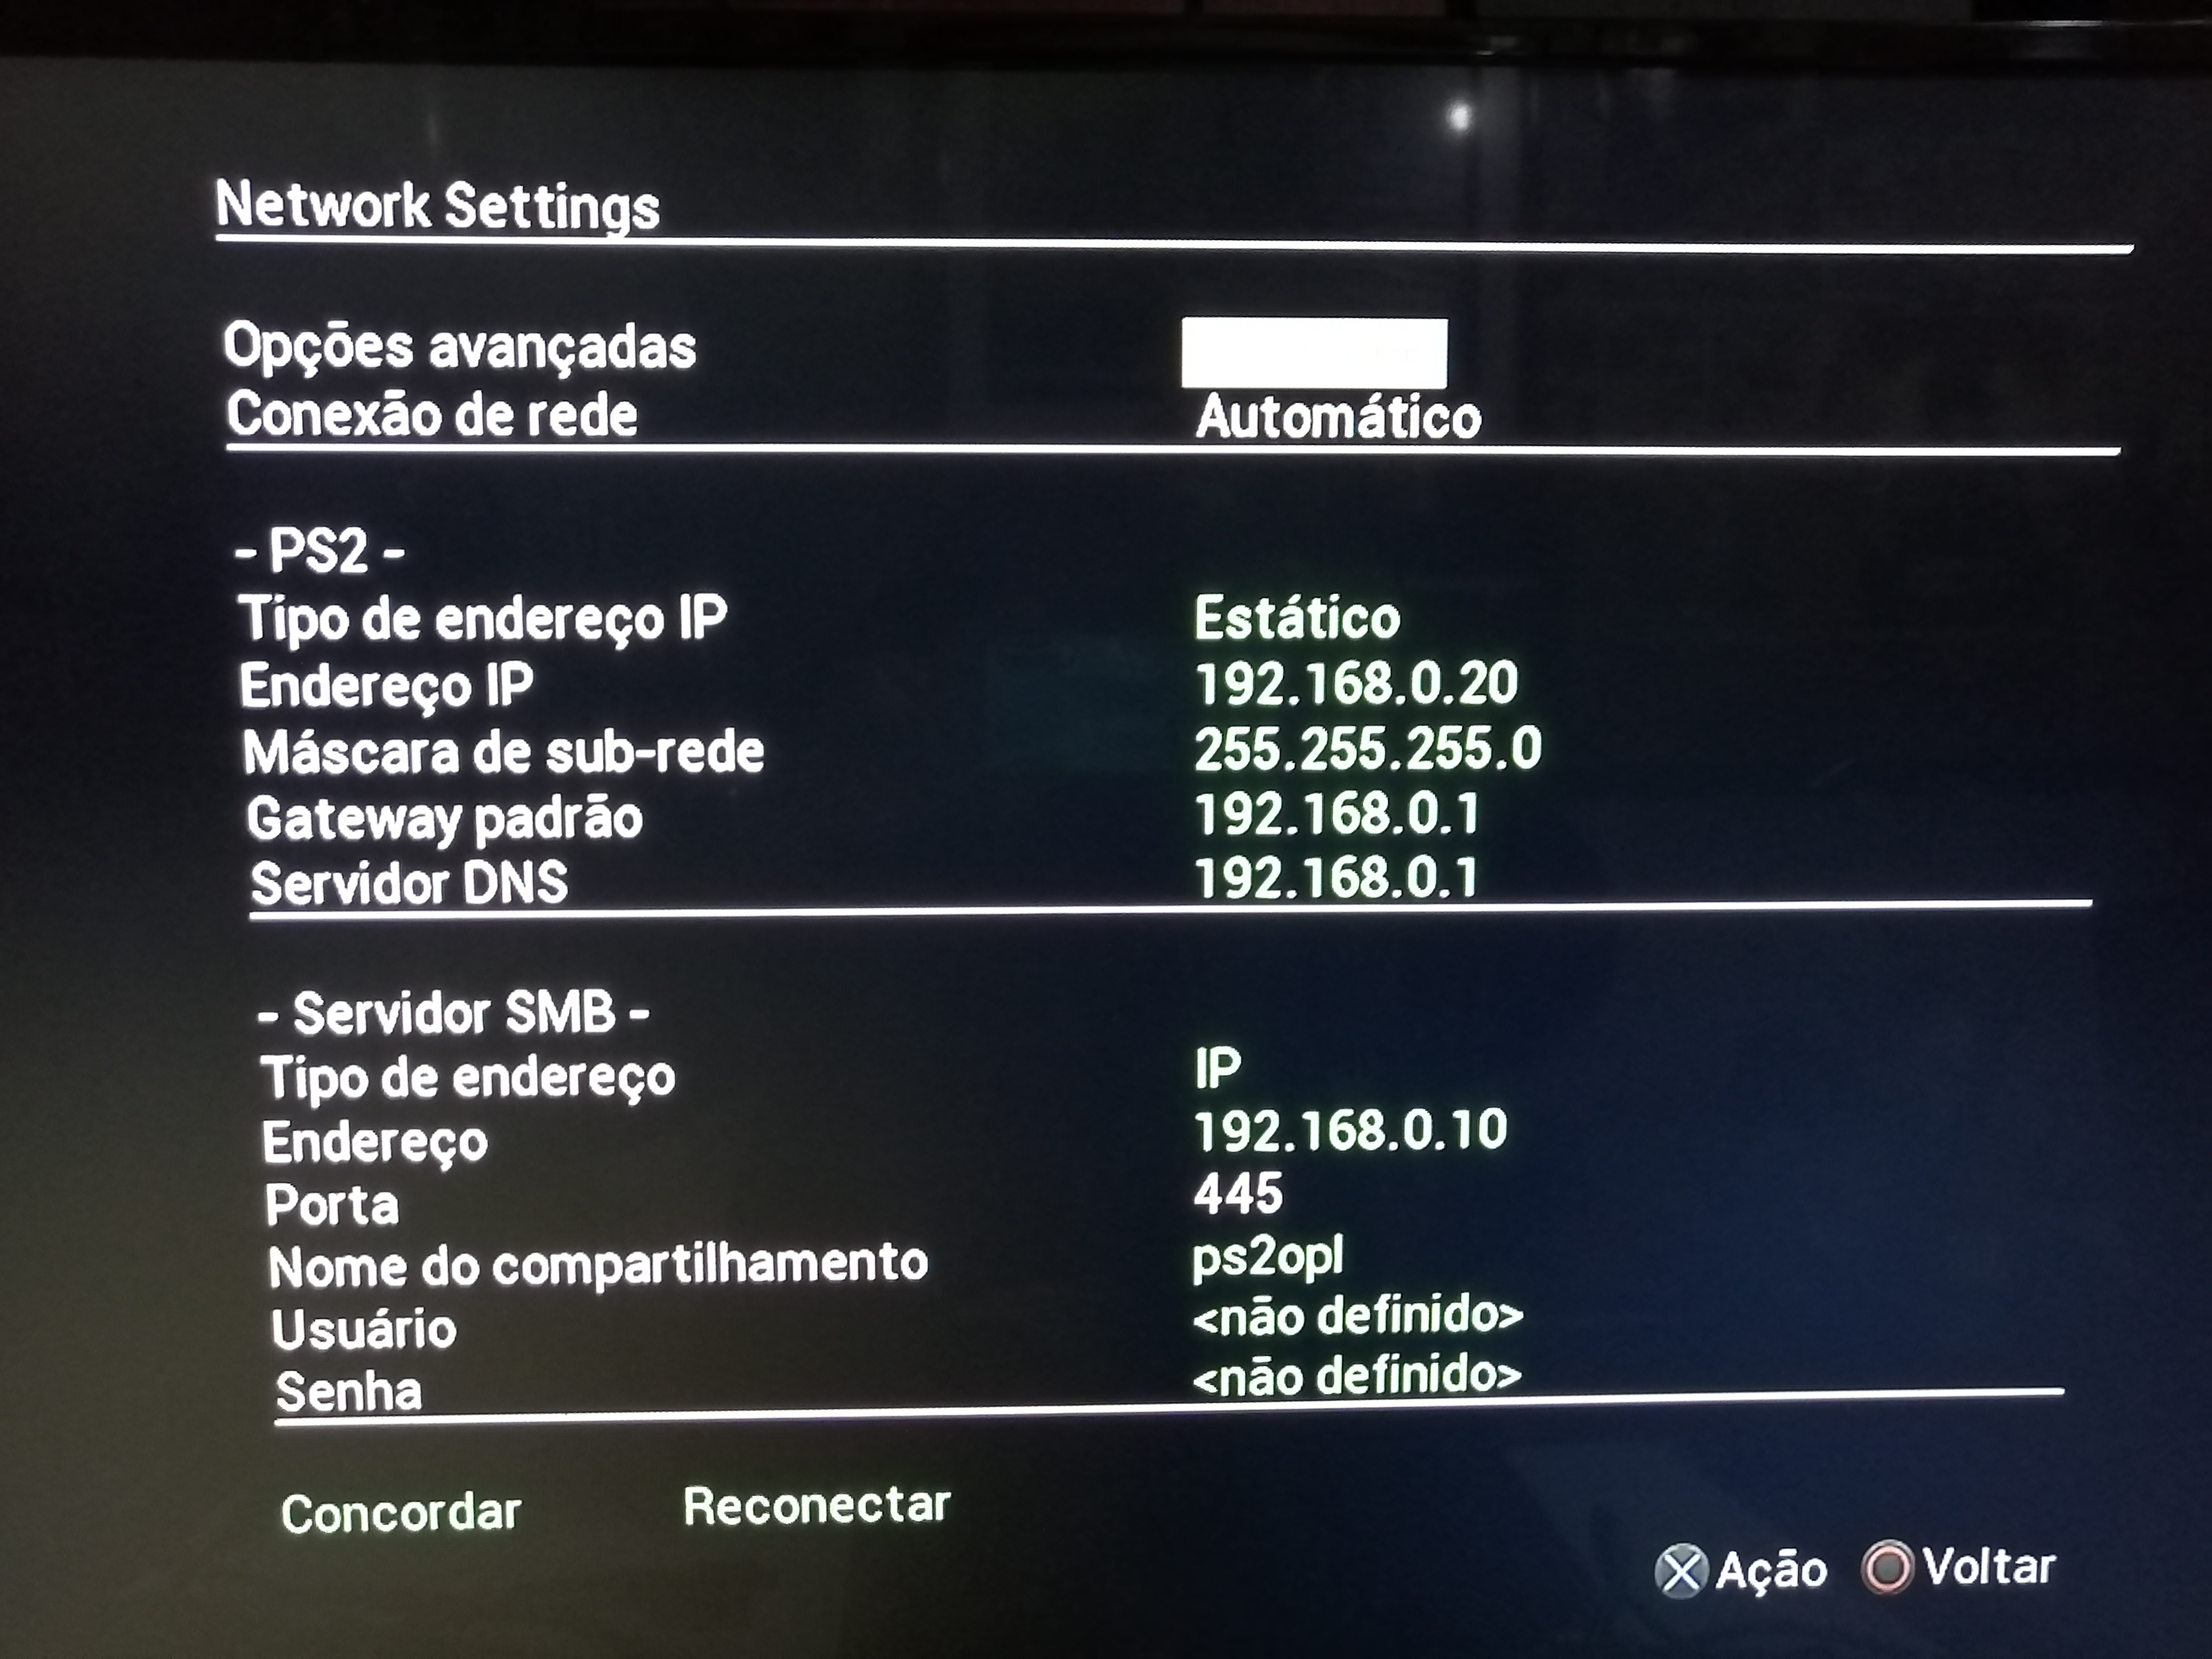 Network Settings
Opções avançadas
Conexão de rede Automático
- PS2 -
Tipo de endereço IP Estático
Endereço IP 192.168.0.20
Máscara de sub-rede 255.255.255.0
Gateway padrão 192.168.0.1
Servidor DNS 192.168.0.1
- Servidor SMB -
Tipo de endereço IP
Endereço 192.168.0.10
Porta 445
Nome do compartilhamento ps2opl
Usuário <não definido>
Senha <não definido>
Concordar Reconectar
Ação Voltar